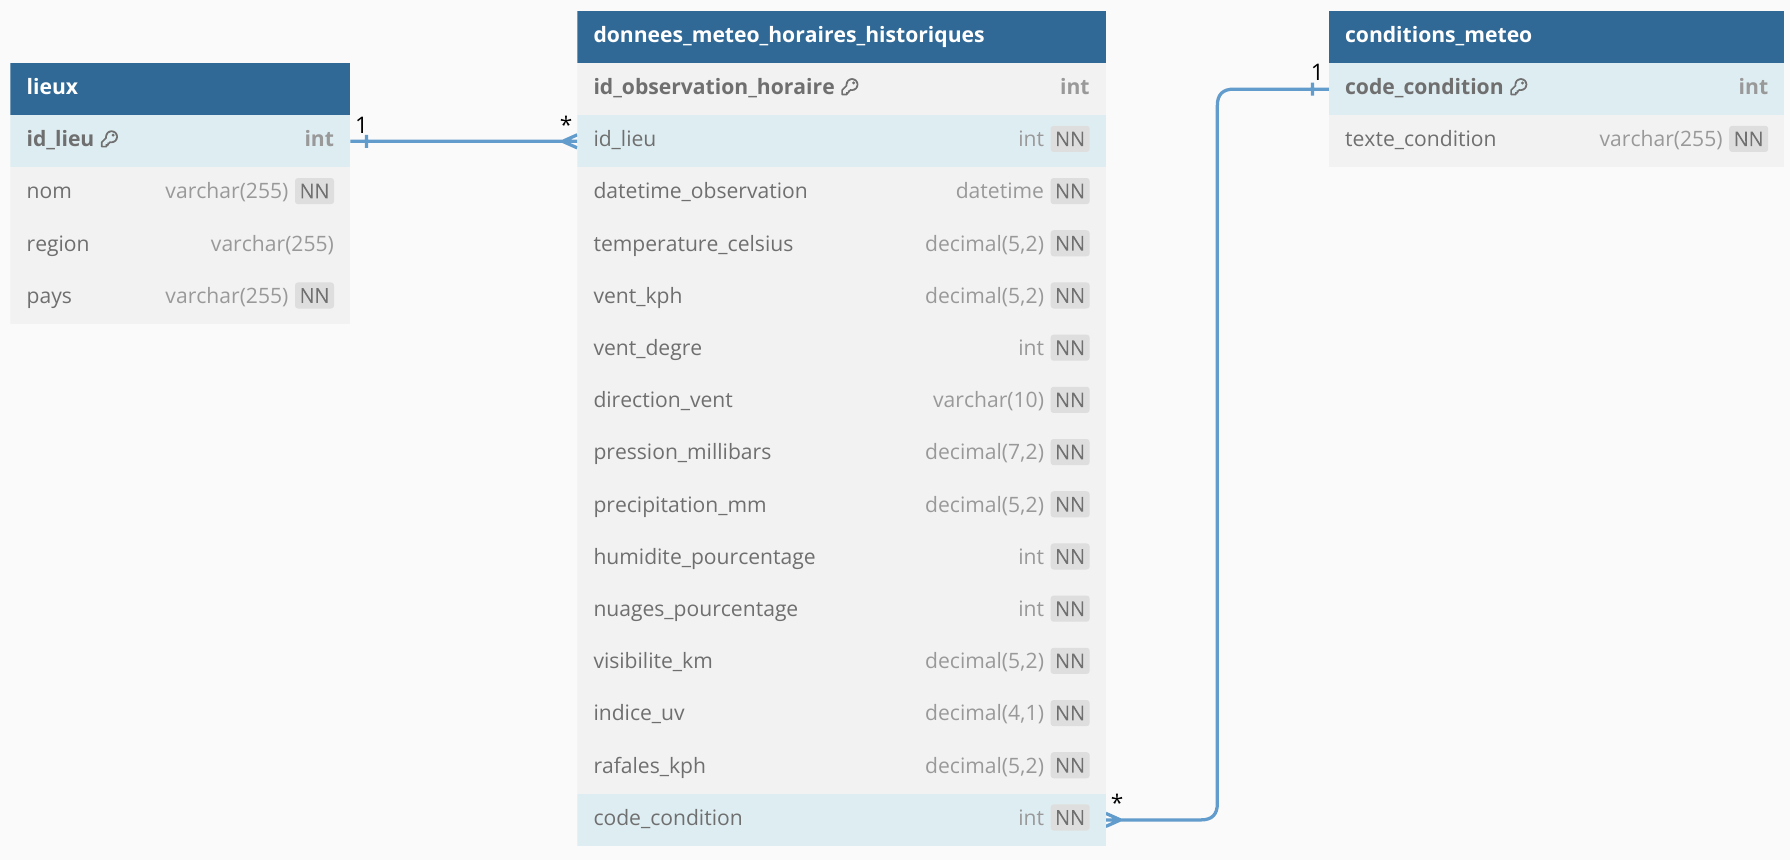 lieux
id_lieu int
nom varchar(255) NN
region varchar(255)
pays varchar(255) NN
1 *
donnees_meteo_horaires_historiques
id_observation_horaire int
id_lieu int NN
datetime_observation datetime NN
temperature_celsius decimal(5,2) NN
vent_kph decimal(5,2) NN
vent_degre int NN
direction_vent varchar(10) NN
pression_millibars decimal(7,2) NN
precipitation_mm decimal(5,2) NN
humidite_pourcentage int NN
nuages_pourcentage int NN
visibilite_km decimal(5,2) NN
indice_uv decimal(4,1) NN
rafales_kph decimal(5,2) NN
code_condition int NN
* 1
conditions_meteo
code_condition int
texte_condition varchar(255) NN